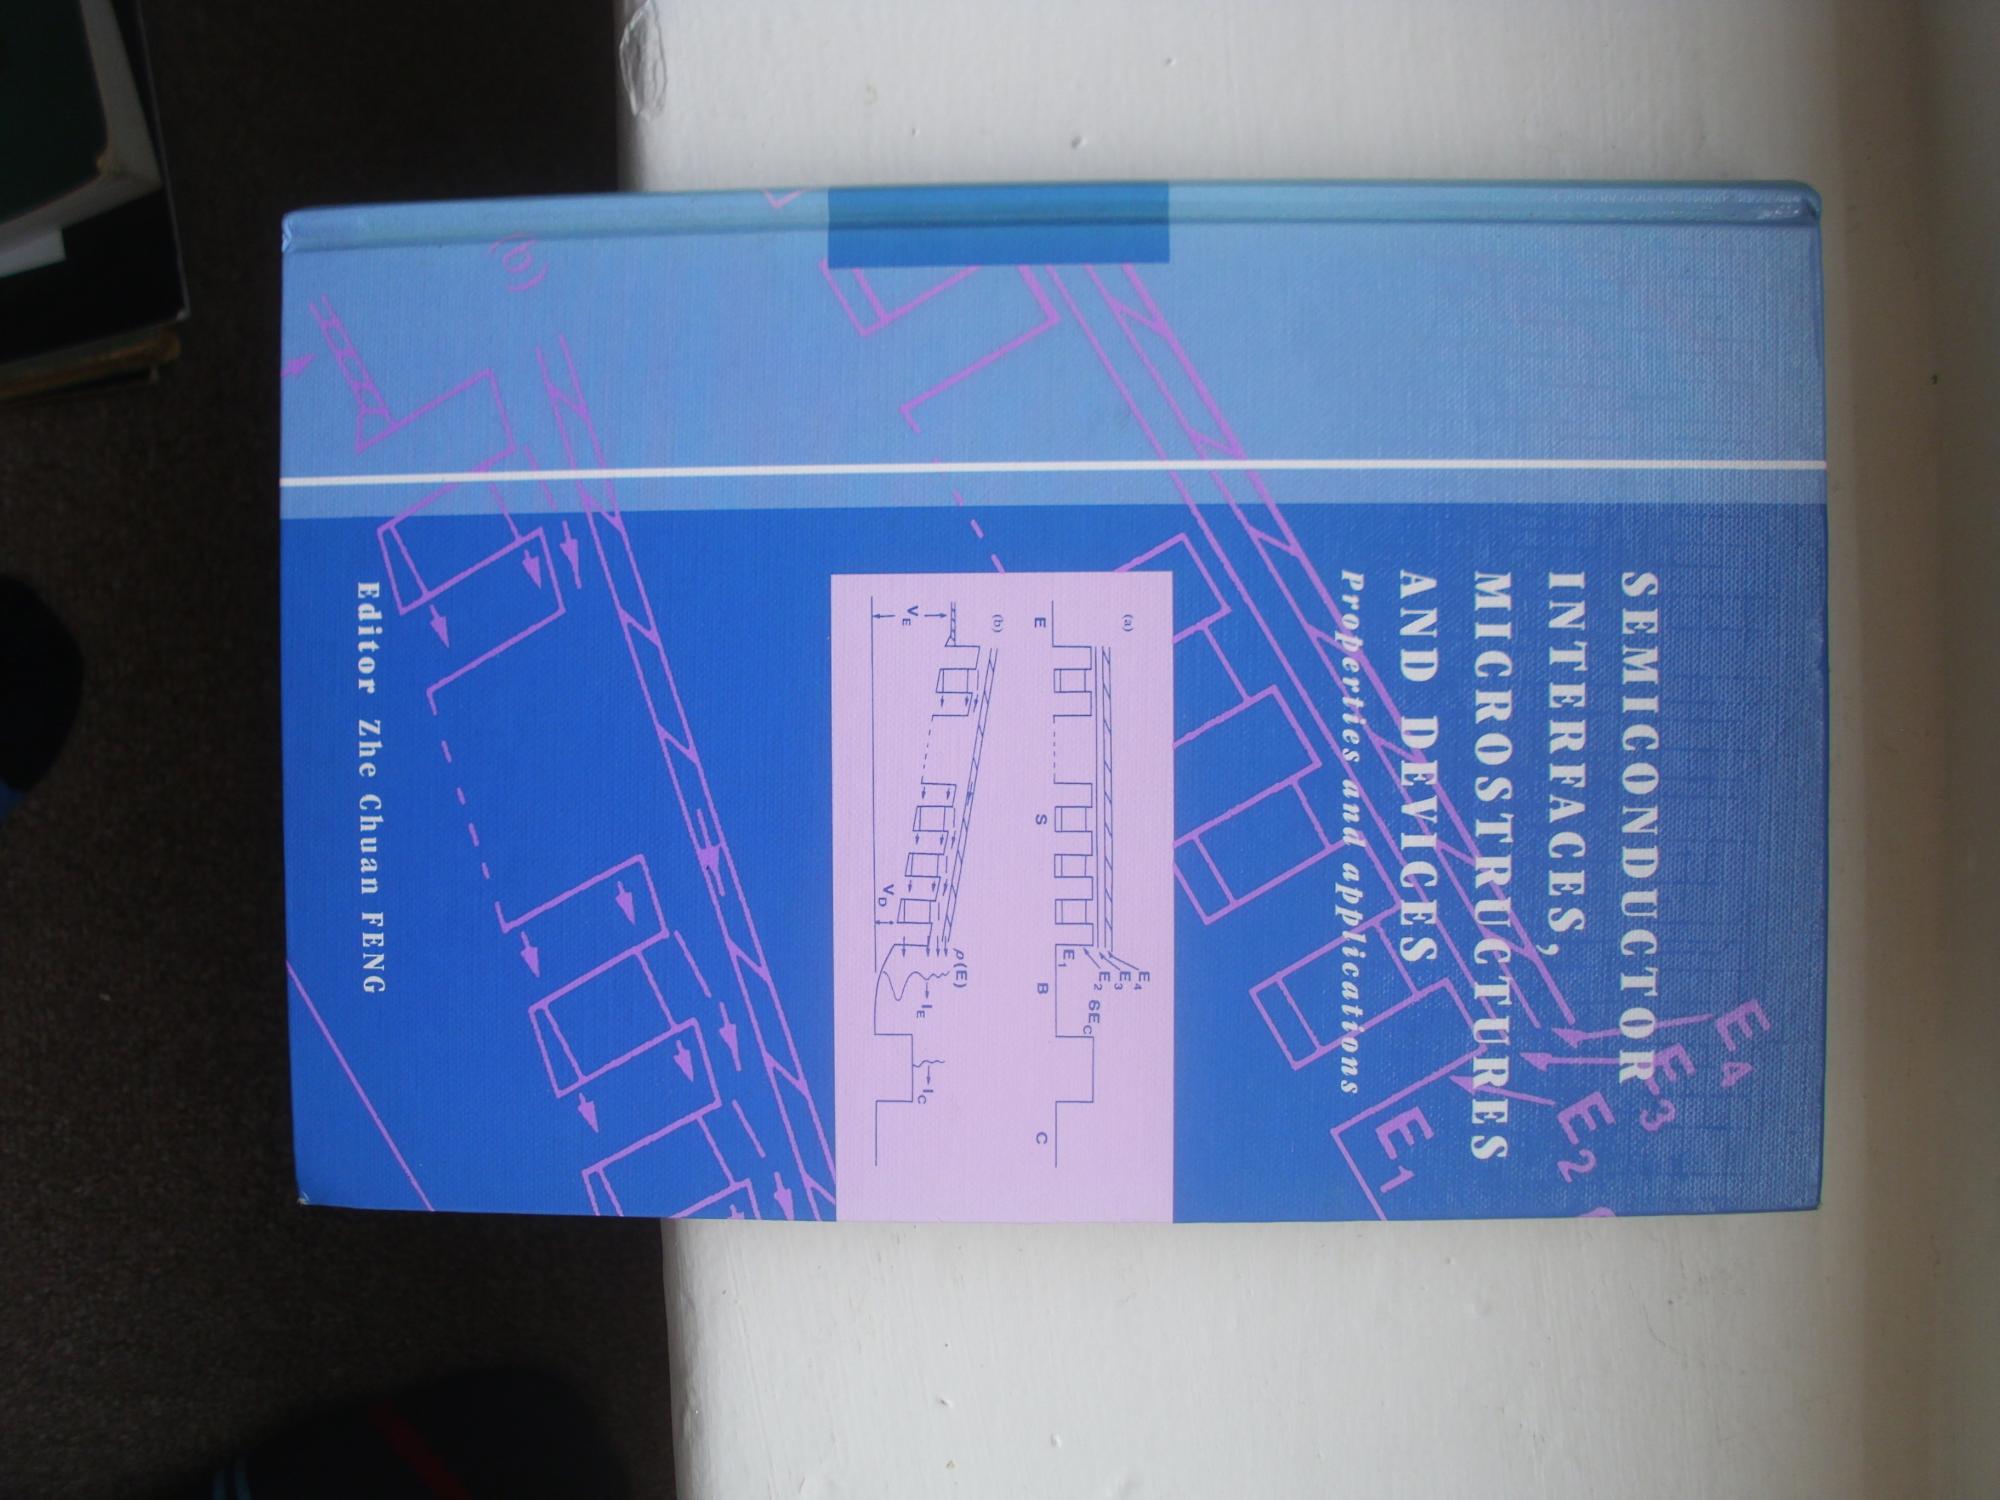 SEMICONDUCTOR
INTERFACES,
MICROSTRUCTURES
AND DEVICES
Properties and applications
E4
E3
E2
E1
(a)
E4
E3
E2
E1
δEC
E
S
B
C
(b)
ρ(E)
VE
VD
IE
IC
(b)
Editor Zhe Chuan FENG